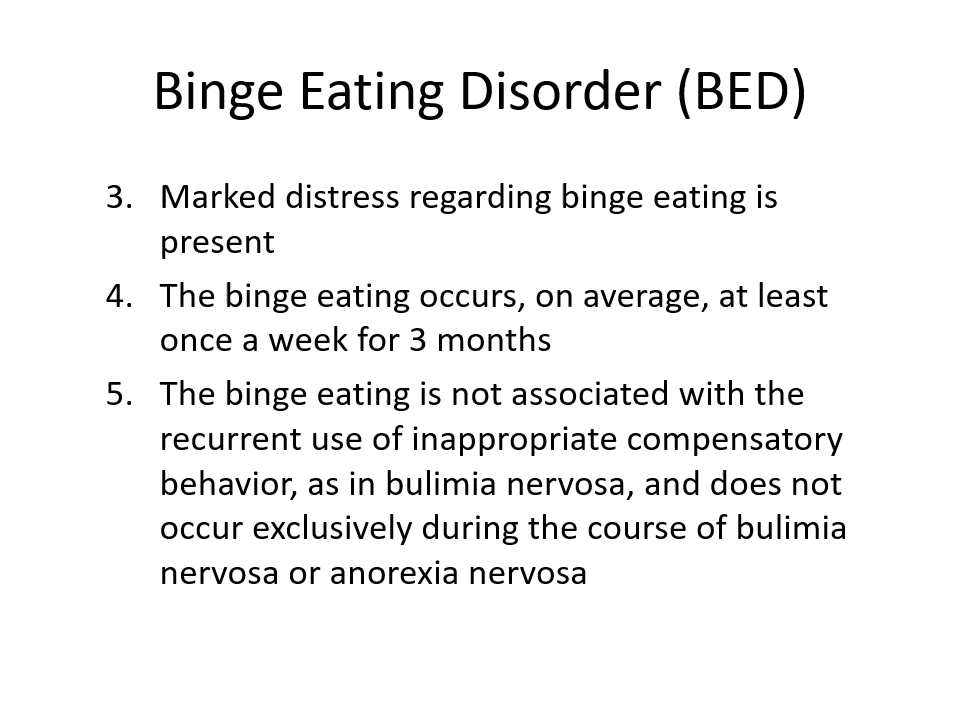 Binge Eating Disorder (BED)
3. Marked distress regarding binge eating is
present
4. The binge eating occurs, on average, at least
once a week for 3 months
5. The binge eating is not associated with the
recurrent use of inappropriate compensatory
behavior, as in bulimia nervosa, and does not
occur exclusively during the course of bulimia
nervosa or anorexia nervosa